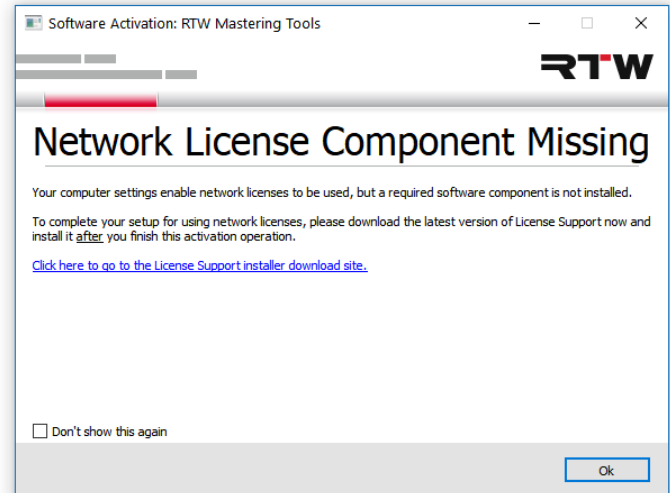 Software Activation: RTW Mastering Tools
RTW
Network License Component Missing
Your computer settings enable network licenses to be used, but a required software component is not installed.
To complete your setup for using network licenses, please download the latest version of License Support now and
install it after you finish this activation operation.
Click here to go to the License Support installer download site.
Don't show this again
Ok